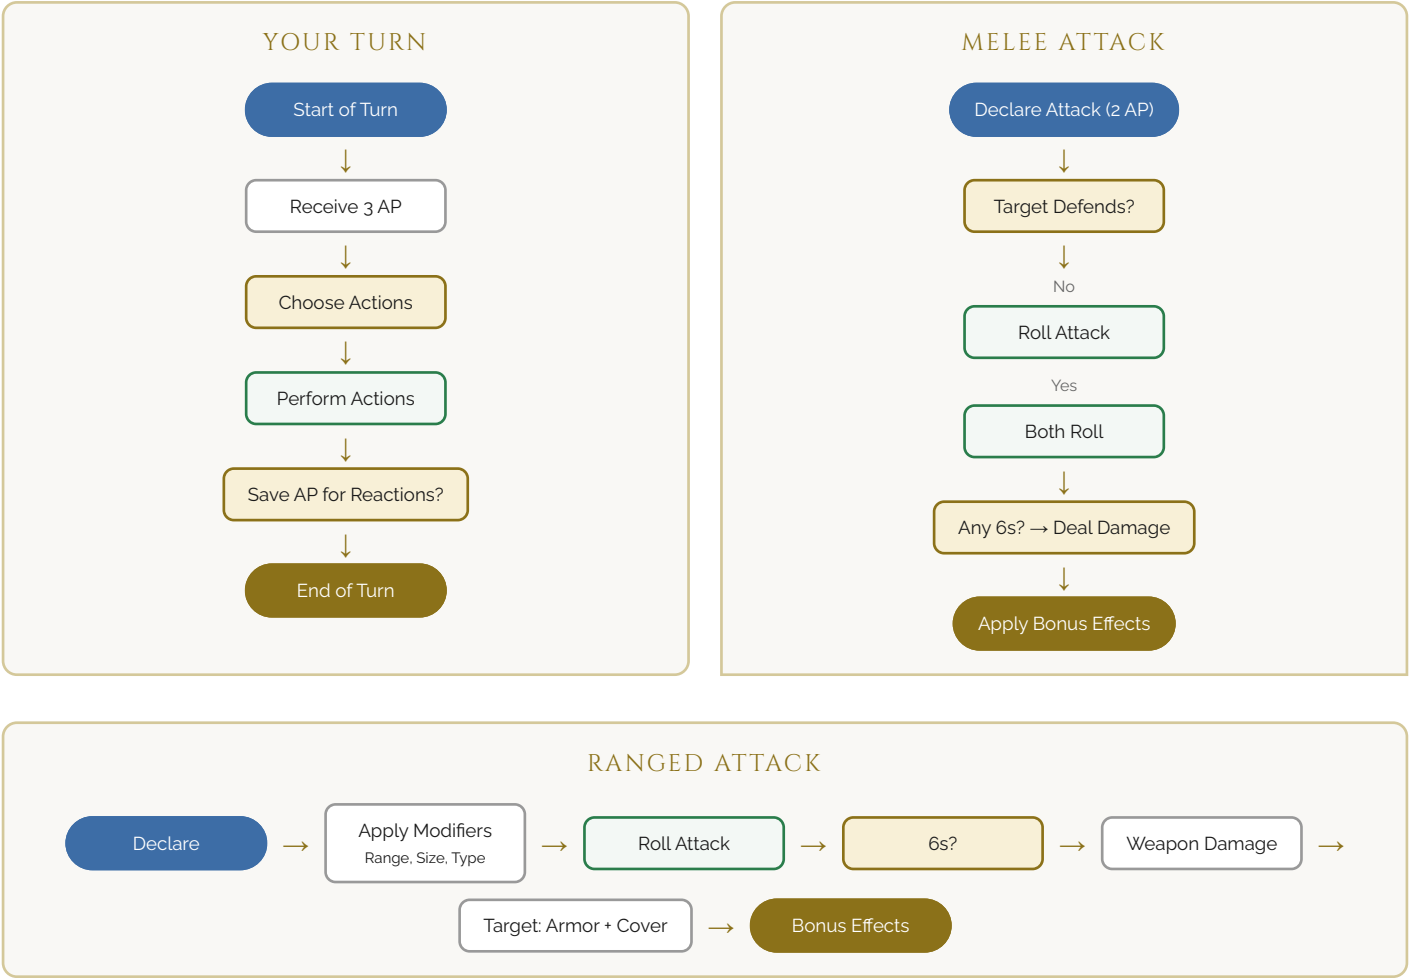 YOUR TURN
Start of Turn
↓
Receive 3 AP
↓
Choose Actions
↓
Perform Actions
↓
Save AP for Reactions?
↓
End of Turn
MELEE ATTACK
Declare Attack (2 AP)
↓
Target Defends?
↓
No
Roll Attack
Yes
Both Roll
↓
Any 6s? → Deal Damage
↓
Apply Bonus Effects
RANGED ATTACK
Declare → Apply Modifiers → Roll Attack → 6s? → Weapon Damage →
Range, Size, Type
Target: Armor + Cover → Bonus Effects